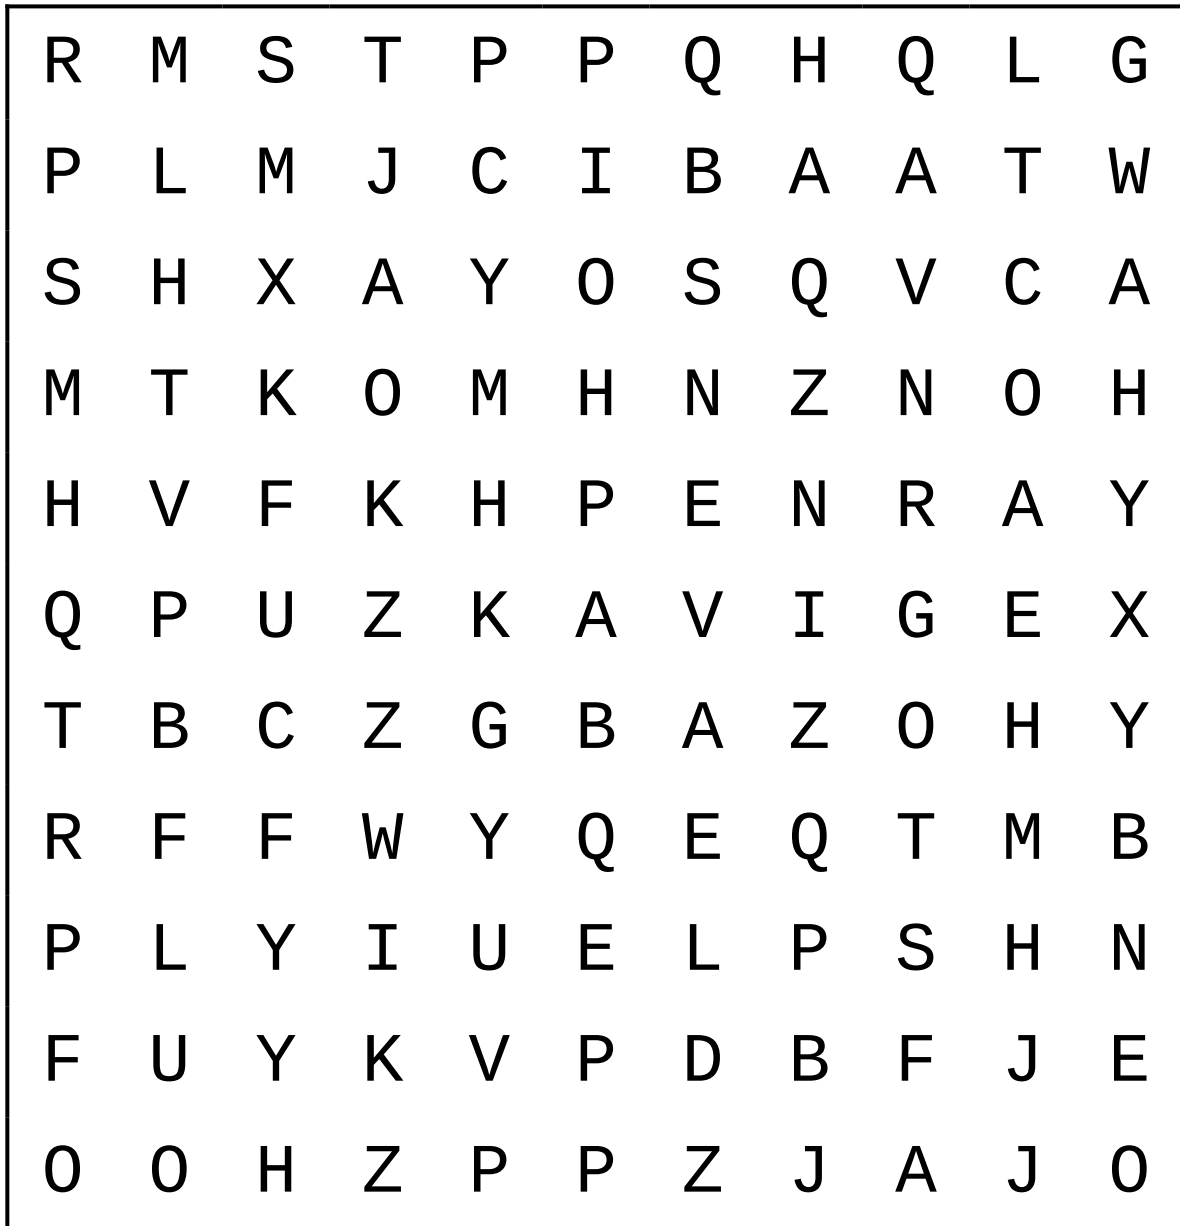 R M S T P P Q H Q L G
P L M J C I B A A T W
S H X A Y O S Q V C A
M T K O M H N Z N O H
H V F K H P E N R A Y
Q P U Z K A V I G E X
T B C Z G B A Z O H Y
R F F W Y Q E Q T M B
P L Y I U E L P S H N
F U Y K V P D B F J E
O O H Z P P Z J A J O